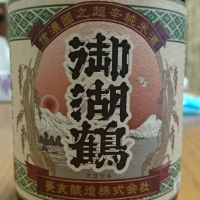 信濃國之超辛純米酒
御湖鶴
ミコツル
菱友醸造株式会社